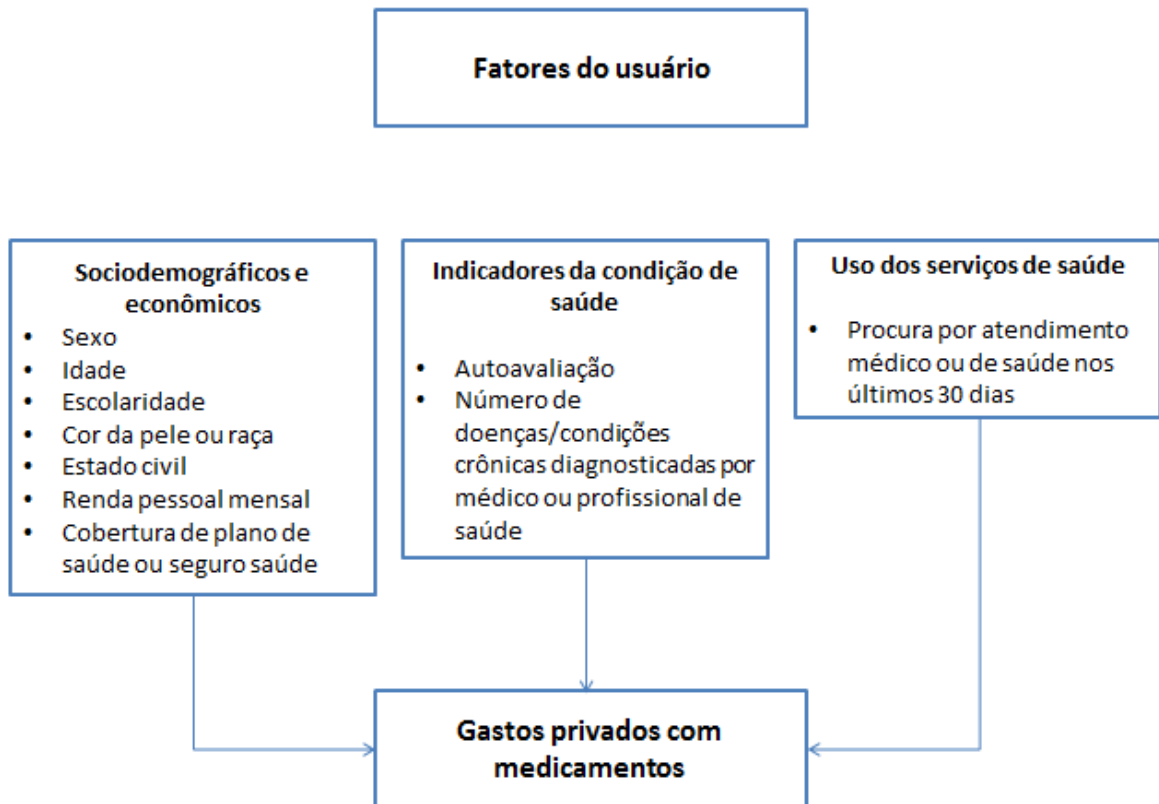 Fatores do usuário
Sociodemográficos e
econômicos
• Sexo
• Idade
• Escolaridade
• Cor da pele ou raça
• Estado civil
• Renda pessoal mensal
• Cobertura de plano de
saúde ou seguro saúde
Indicadores da condição de
saúde
• Autoavaliação
• Número de
doenças/condições
crônicas diagnosticadas por
médico ou profissional de
saúde
Uso dos serviços de saúde
• Procura por atendimento
médico ou de saúde nos
últimos 30 dias
Gastos privados com
medicamentos